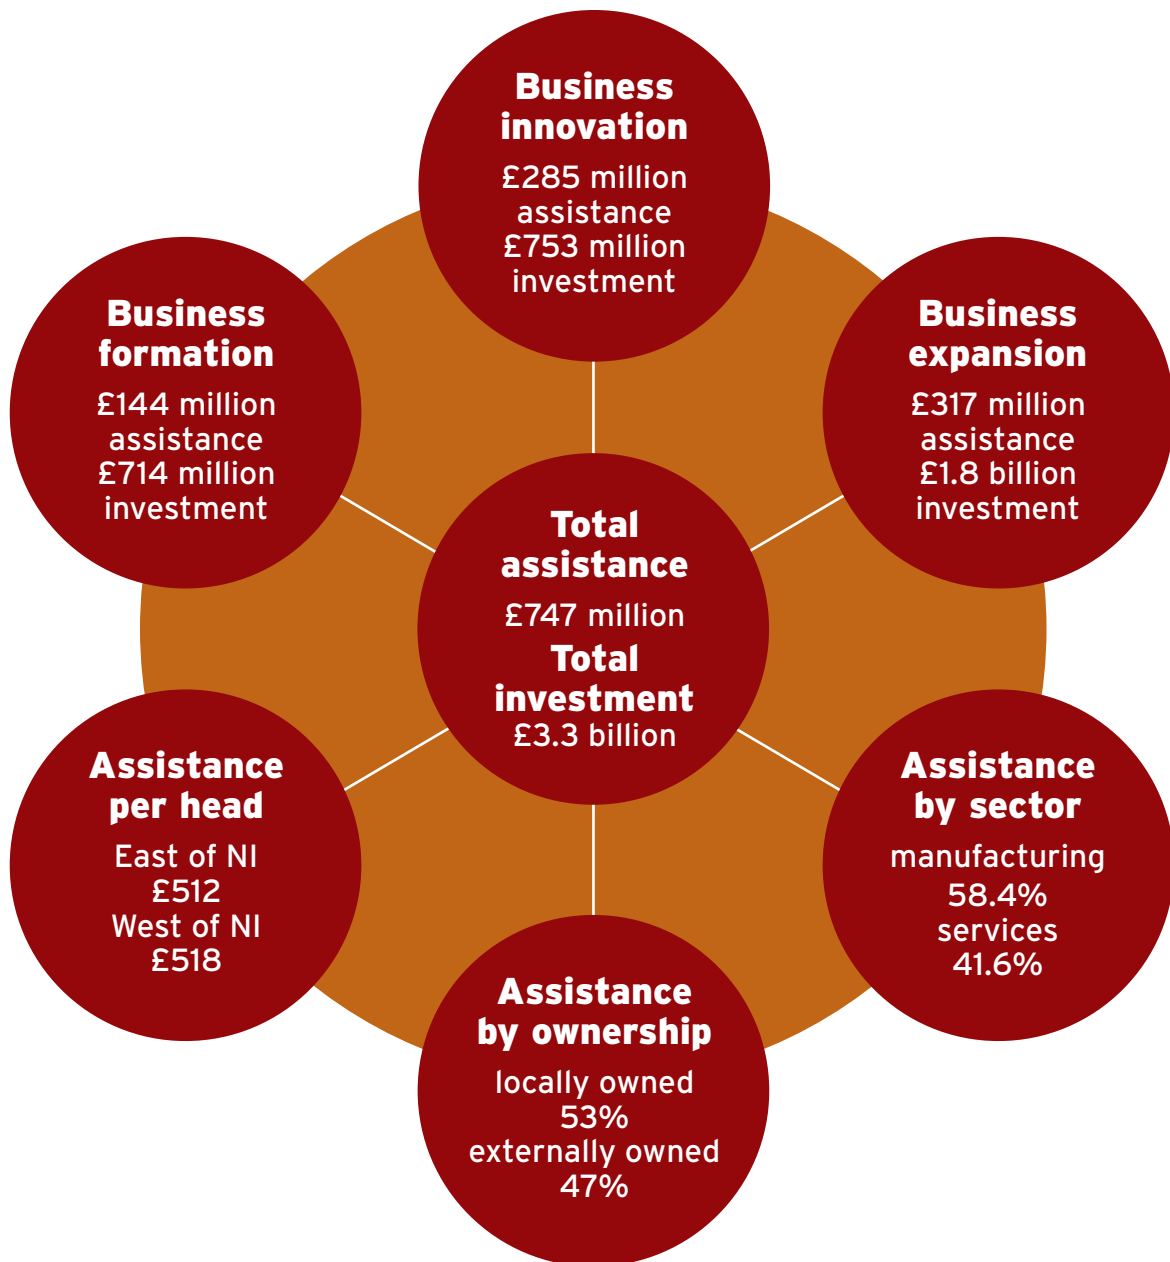 Business
innovation
£285 million
assistance
£753 million
investment
Business
formation
£144 million
assistance
£714 million
investment
Business
expansion
£317 million
assistance
£1.8 billion
investment
Total
assistance
£747 million
Total
investment
£3.3 billion
Assistance
per head
East of NI
£512
West of NI
£518
Assistance
by sector
manufacturing
58.4%
services
41.6%
Assistance
by ownership
locally owned
53%
externally owned
47%